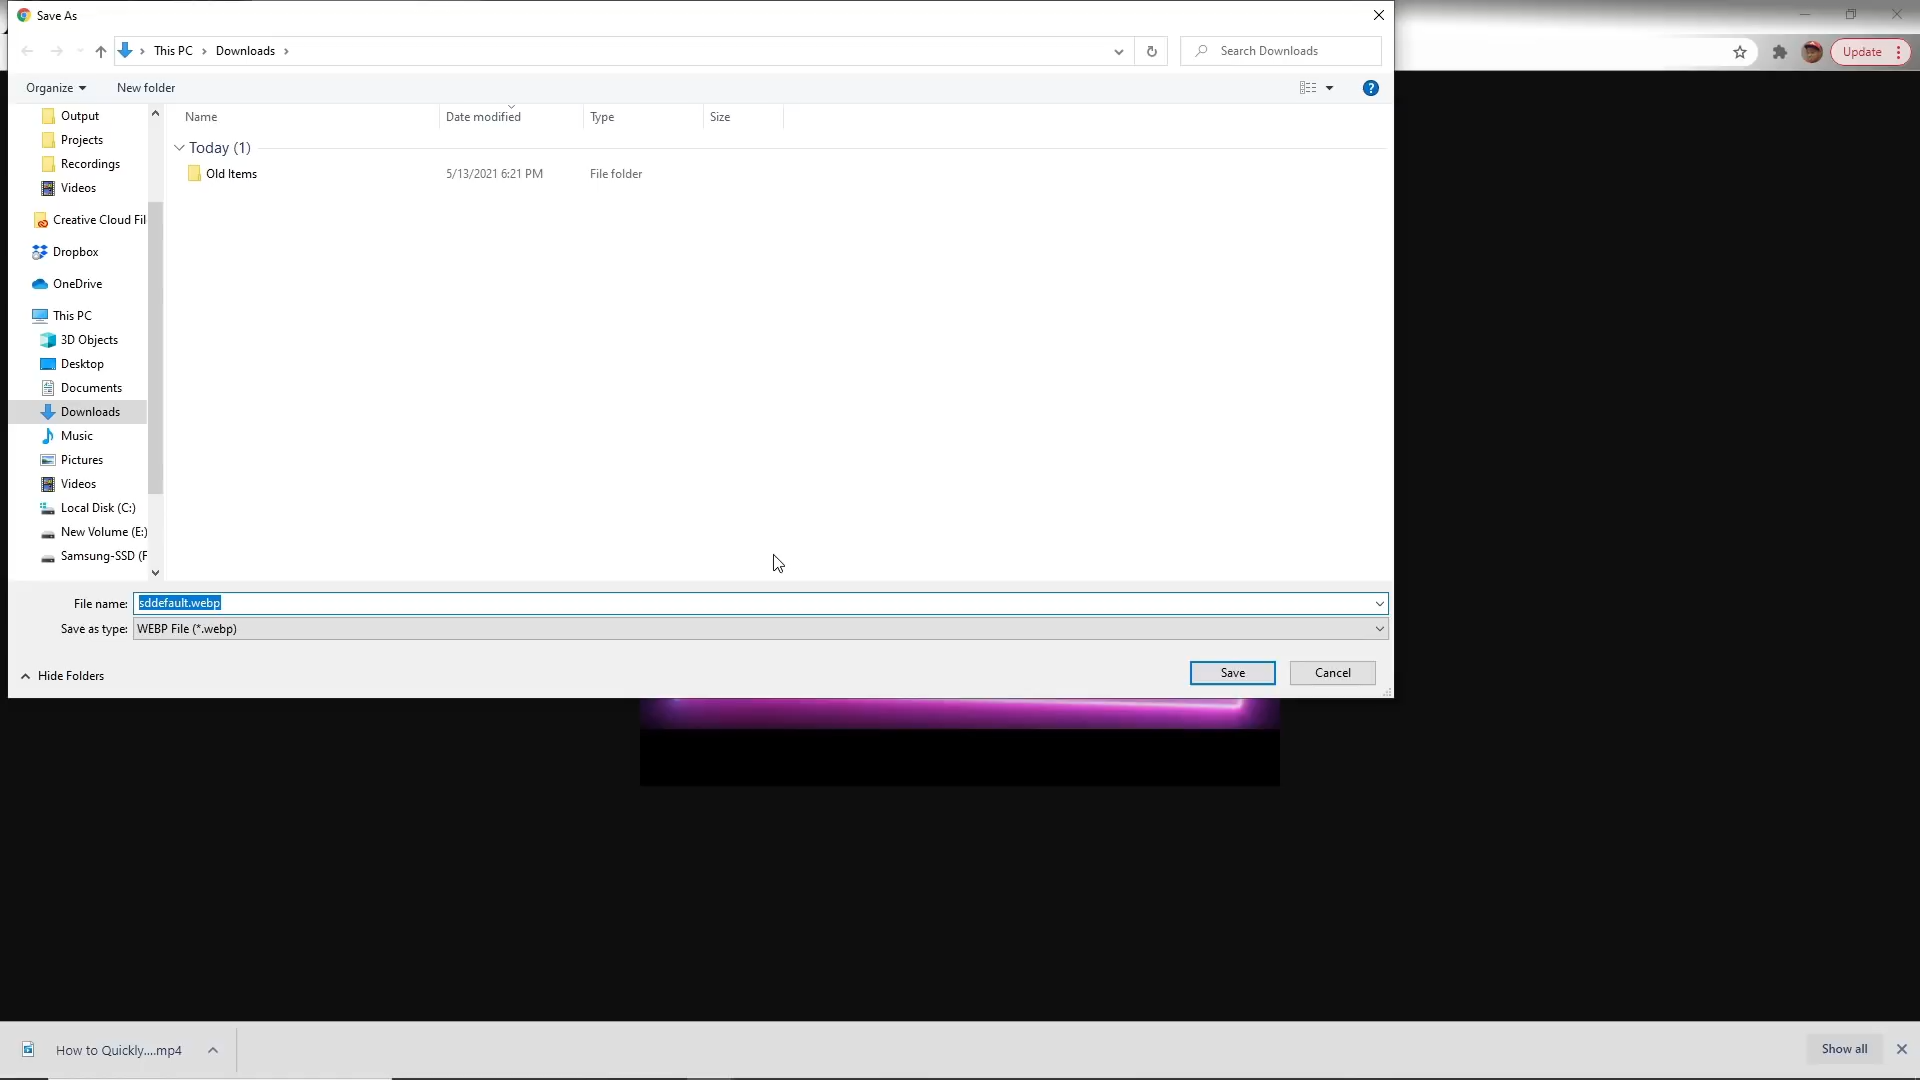 Save As
This PC > Downloads >
Search Downloads
Update
Organize
New folder
Output
Projects
Recordings
Videos
Creative Cloud Fil
Dropbox
OneDrive
This PC
3D Objects
Desktop
Documents
Downloads
Music
Pictures
Videos
Local Disk (C:)
New Volume (E:)
Samsung-SSD (F
Name Date modified Type Size
Today (1)
Old Items 5/13/2021 6:21 PM File folder
File name: sddefault.webp
Save as type: WEBP File (*.webp)
Hide Folders
Save
Cancel
How to Quickly....mp4
Show all